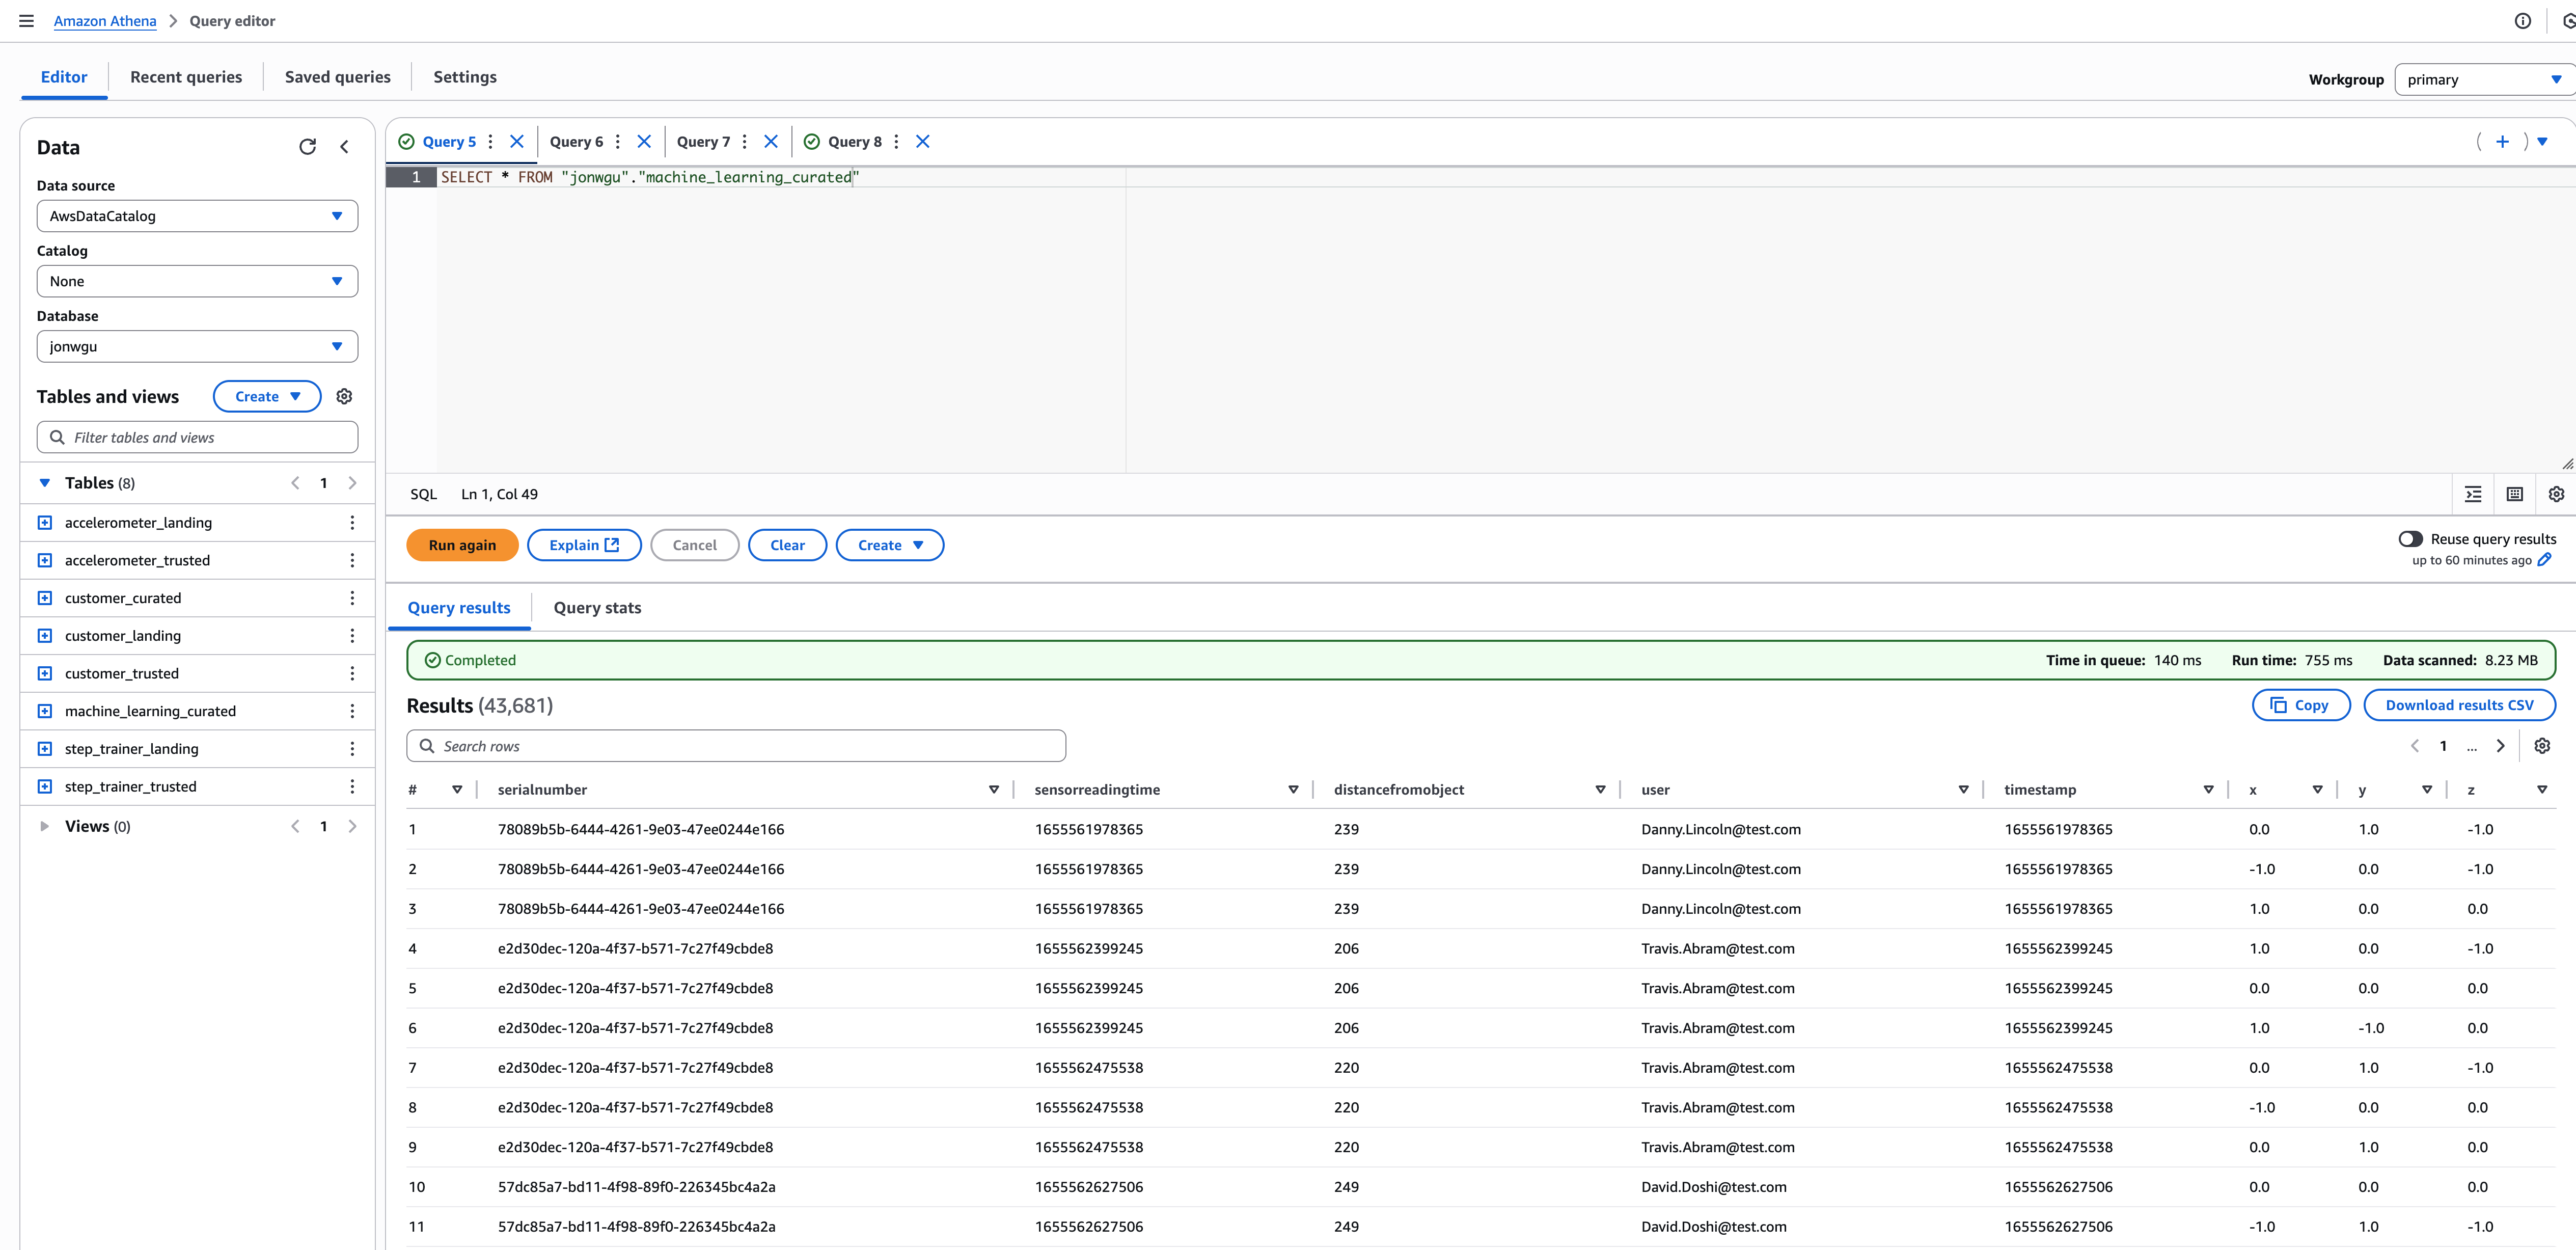 Amazon Athena > Query editor
Editor Recent queries Saved queries Settings
Workgroup primary
Data
Data source
AwsDataCatalog
Catalog
None
Database
jonwgu
Tables and views Create
Filter tables and views
Tables (8) < 1 >
accelerometer_landing
accelerometer_trusted
customer_curated
customer_landing
customer_trusted
machine_learning_curated
step_trainer_landing
step_trainer_trusted
Views (0) < 1 >
Query 5 Query 6 Query 7 Query 8
1 SELECT * FROM "jonwgu"."machine_learning_curated"
SQL Ln 1, Col 49
Run again Explain Cancel Clear Create
Reuse query results
up to 60 minutes ago
Query results Query stats
Completed Time in queue: 140 ms Run time: 755 ms Data scanned: 8.23 MB
Results (43,681) Copy Download results CSV
Search rows < 1 ... >
# serialnumber sensorreadingtime distancefromobject user timestamp x y z
1 78089b5b-6444-4261-9e03-47ee0244e166 1655561978365 239 Danny.Lincoln@test.com 1655561978365 0.0 1.0 -1.0
2 78089b5b-6444-4261-9e03-47ee0244e166 1655561978365 239 Danny.Lincoln@test.com 1655561978365 -1.0 0.0 -1.0
3 78089b5b-6444-4261-9e03-47ee0244e166 1655561978365 239 Danny.Lincoln@test.com 1655561978365 1.0 0.0 0.0
4 e2d30dec-120a-4f37-b571-7c27f49cbde8 1655562399245 206 Travis.Abram@test.com 1655562399245 1.0 0.0 -1.0
5 e2d30dec-120a-4f37-b571-7c27f49cbde8 1655562399245 206 Travis.Abram@test.com 1655562399245 0.0 0.0 0.0
6 e2d30dec-120a-4f37-b571-7c27f49cbde8 1655562399245 206 Travis.Abram@test.com 1655562399245 1.0 -1.0 0.0
7 e2d30dec-120a-4f37-b571-7c27f49cbde8 1655562475538 220 Travis.Abram@test.com 1655562475538 0.0 1.0 -1.0
8 e2d30dec-120a-4f37-b571-7c27f49cbde8 1655562475538 220 Travis.Abram@test.com 1655562475538 -1.0 0.0 0.0
9 e2d30dec-120a-4f37-b571-7c27f49cbde8 1655562475538 220 Travis.Abram@test.com 1655562475538 0.0 1.0 0.0
10 57dc85a7-bd11-4f98-89f0-226345bc4a2a 1655562627506 249 David.Doshi@test.com 1655562627506 0.0 0.0 0.0
11 57dc85a7-bd11-4f98-89f0-226345bc4a2a 1655562627506 249 David.Doshi@test.com 1655562627506 -1.0 1.0 -1.0